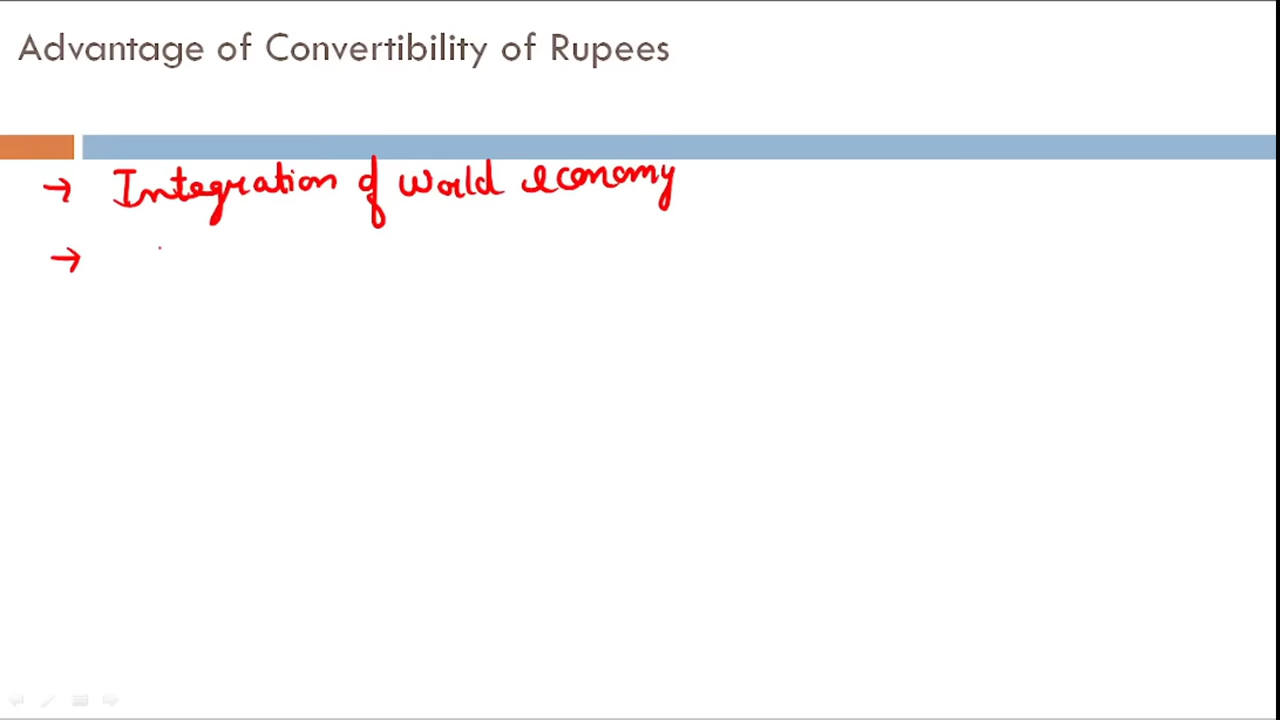 Advantage of Convertibility of Rupees
→ Integration of world economy
→